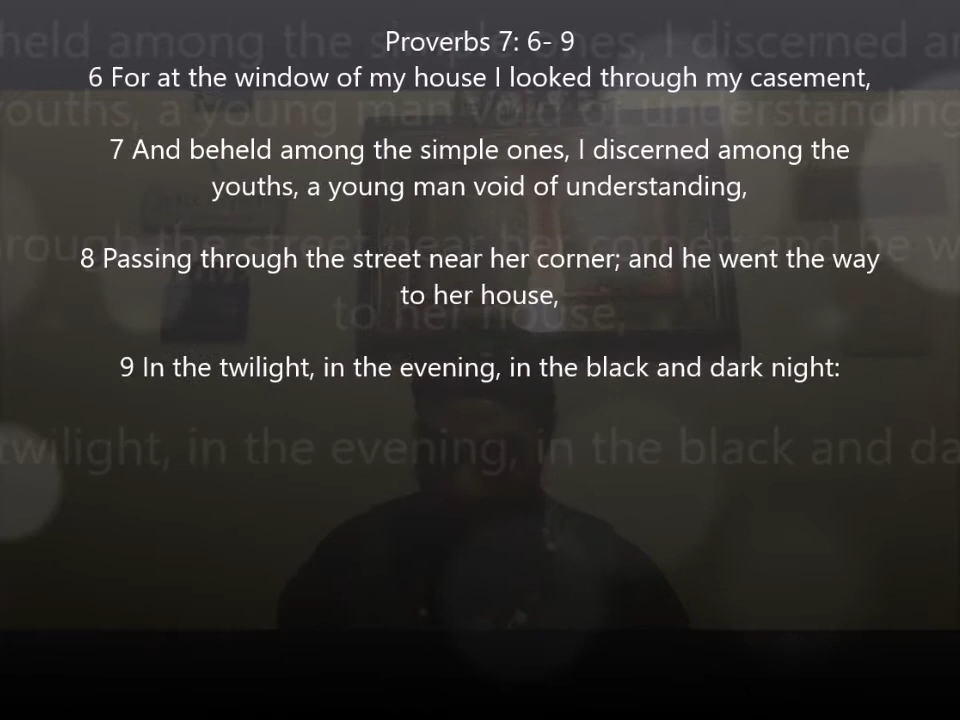 Proverbs 7: 6- 9
6 For at the window of my house I looked through my casement,
7 And beheld among the simple ones, I discerned among the
youths, a young man void of understanding,
8 Passing through the street near her corner; and he went the way
to her house,
9 In the twilight, in the evening, in the black and dark night: